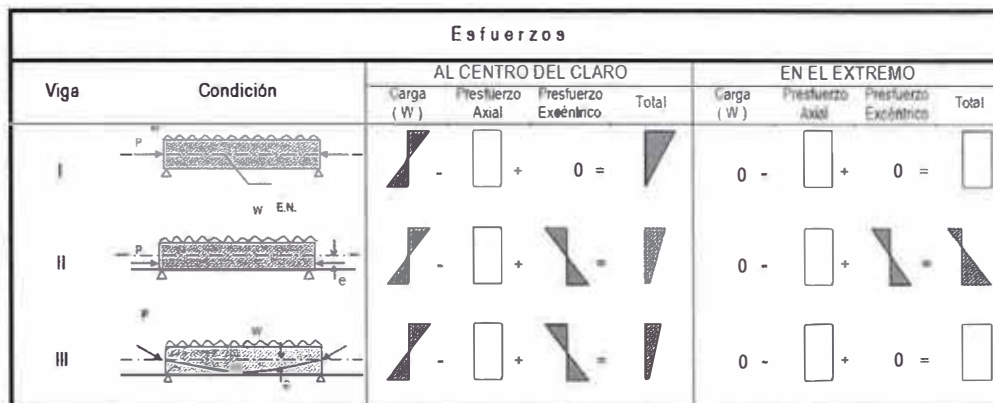 Esfuerzos
Viga Condición AL CENTRO DEL CLARO EN EL EXTREMO
Carga (W) Presfuerzo Axial Presfuerzo Excéntrico Total Carga (W) Presfuerzo Axial Presfuerzo Excéntrico Total
P
I - + 0 = 0 - + 0 =
W E.N.
P
II - + = 0 - + =
e
P
W
III - + = 0 - + 0 =
e